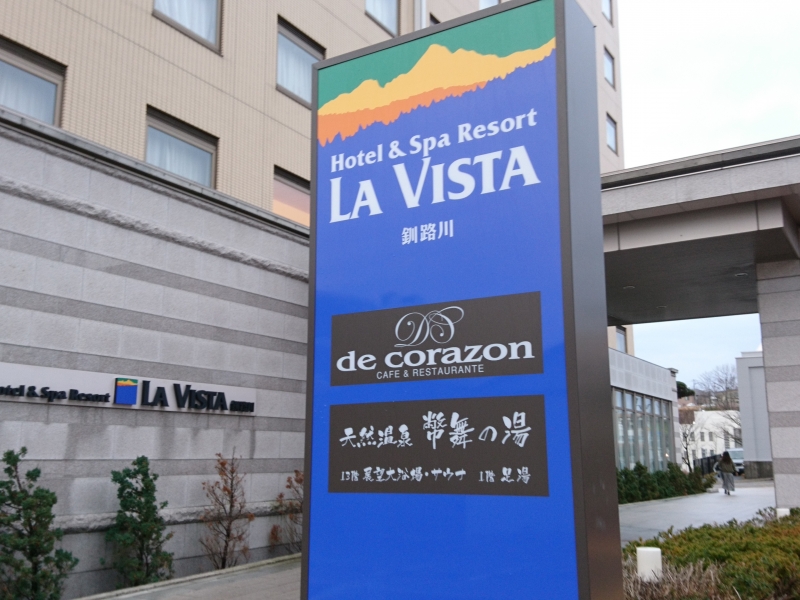 Hotel & Spa Resort
LA VISTA
釧路川
de corazon
CAFE & RESTAURANTE
天然温泉 幣舞の湯
13階 展望大浴場・サウナ 1階 足湯
Hotel & Spa Resort LA VISTA